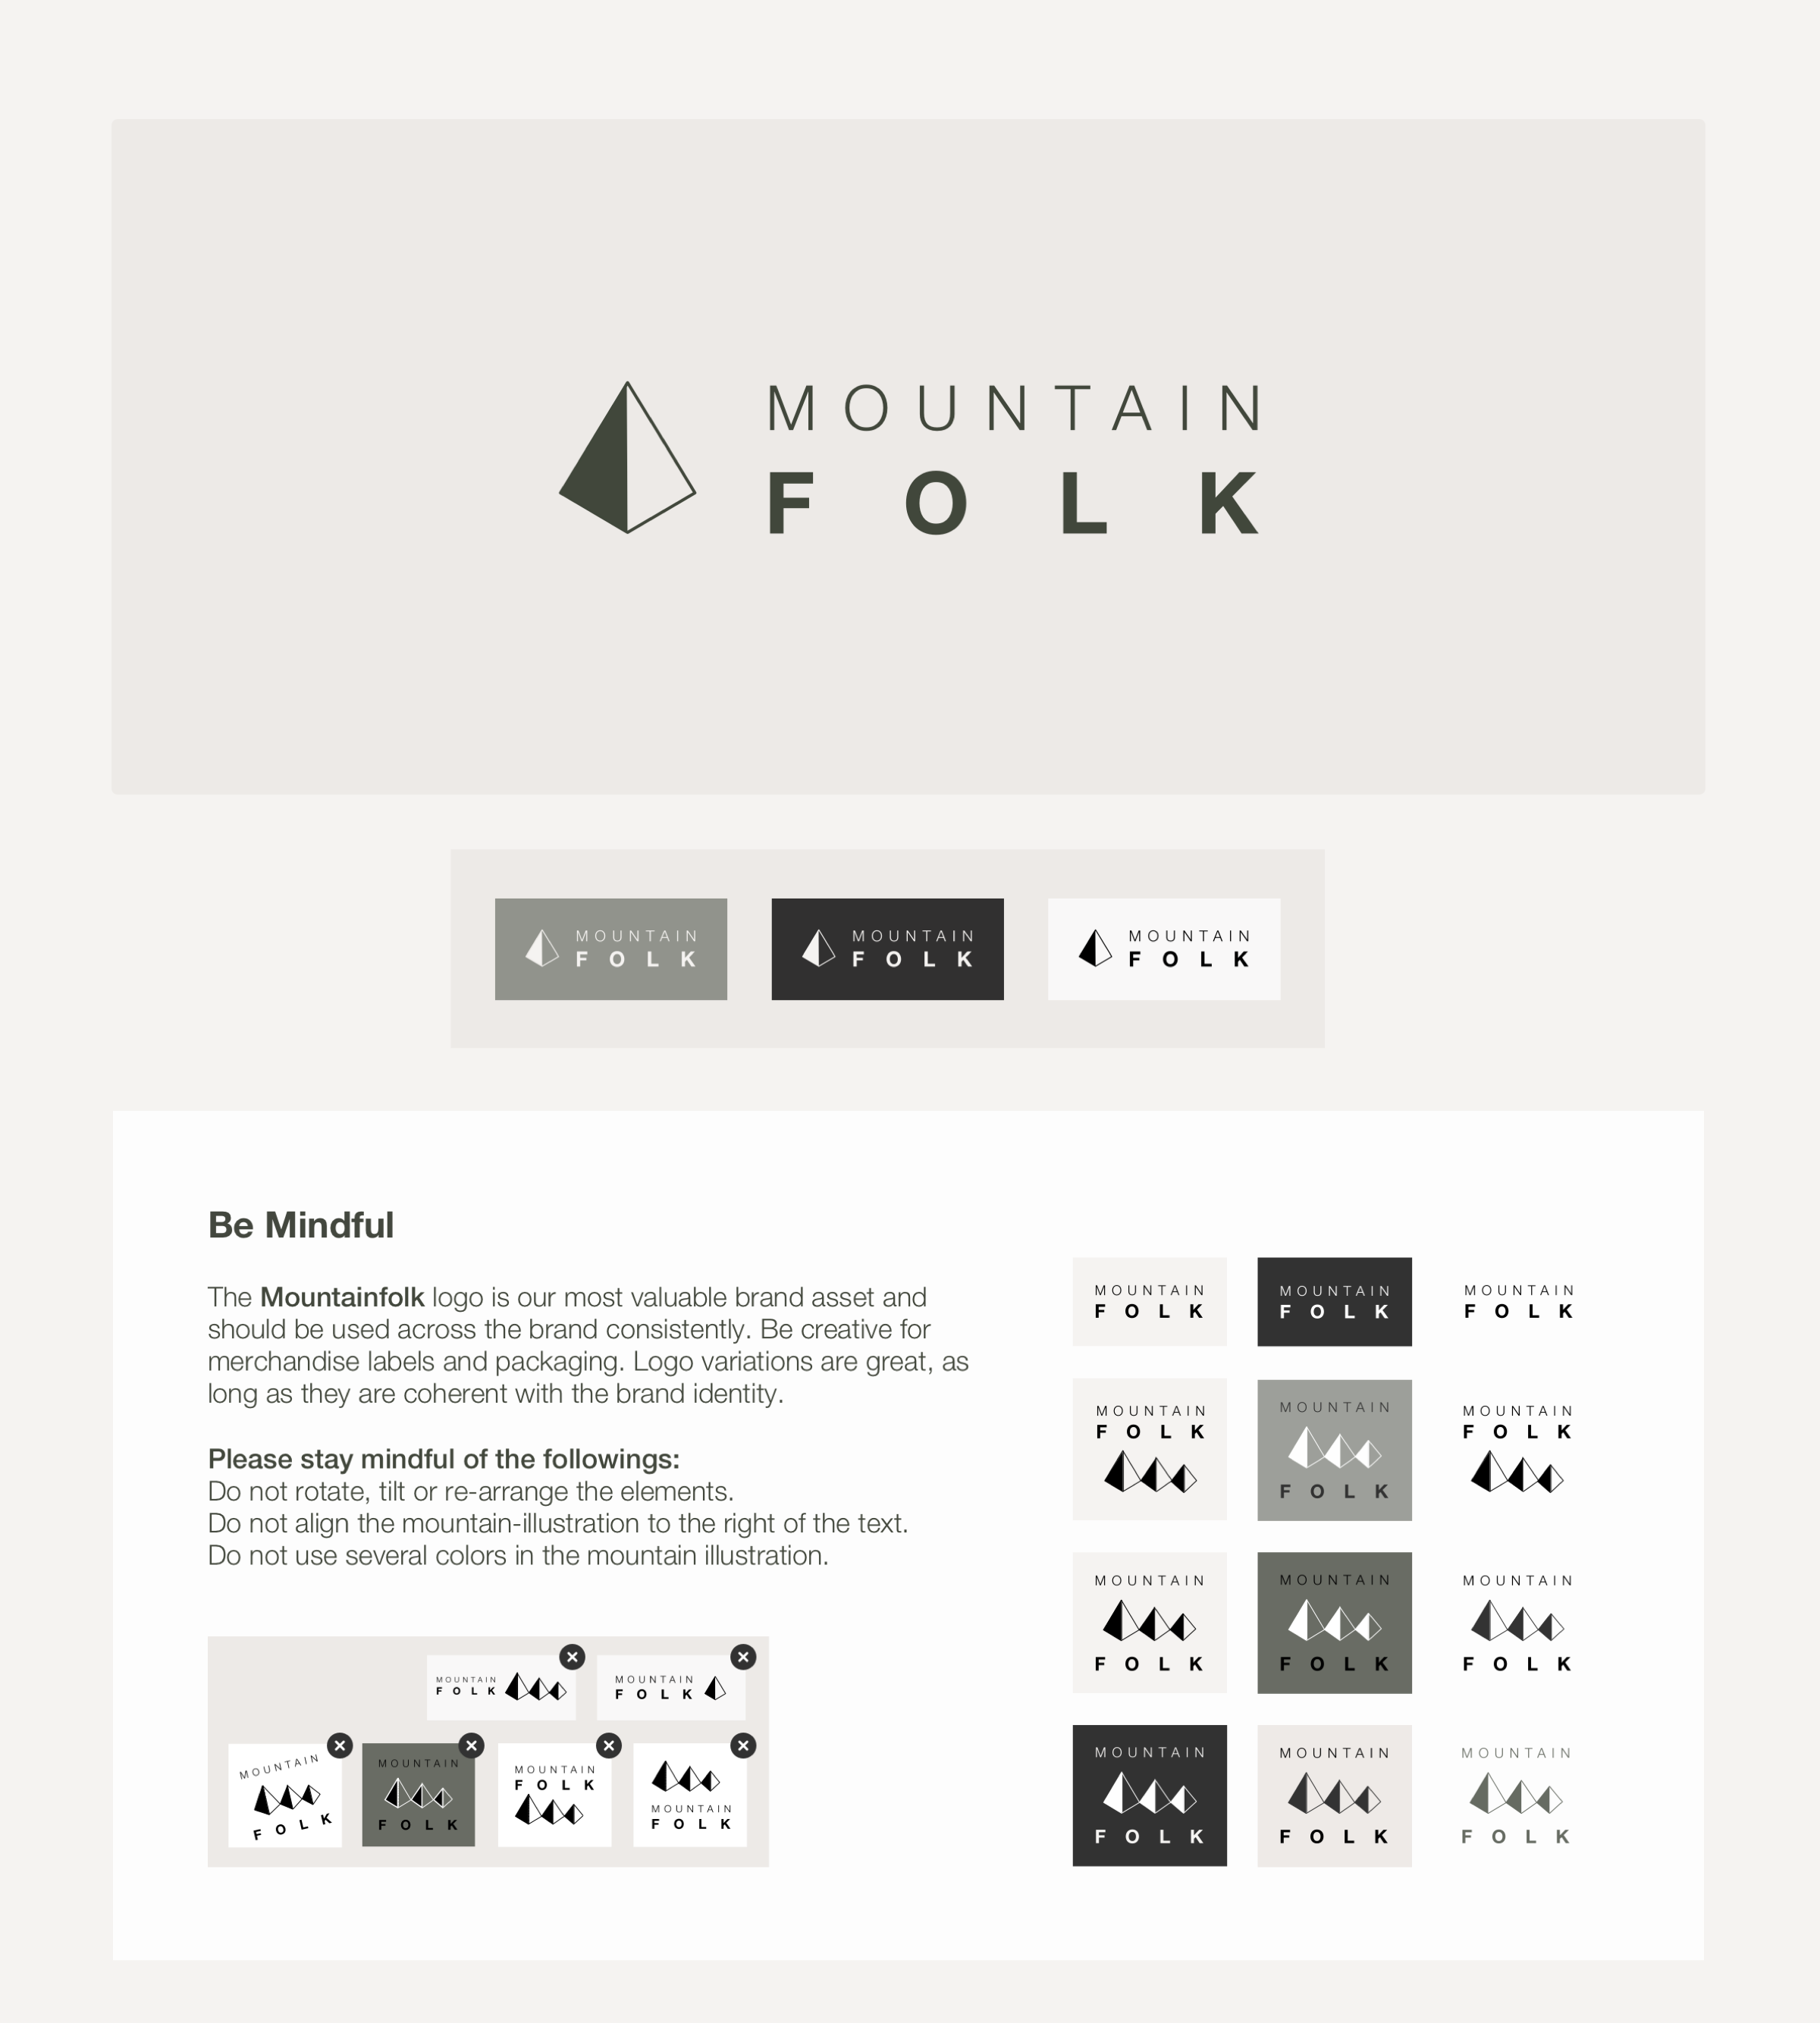 MOUNTAIN
FOLK
MOUNTAIN
FOLK
MOUNTAIN
FOLK
MOUNTAIN
FOLK
Be Mindful
The Mountainfolk logo is our most valuable brand asset and
should be used across the brand consistently. Be creative for
merchandise labels and packaging. Logo variations are great, as
long as they are coherent with the brand identity.
Please stay mindful of the followings:
Do not rotate, tilt or re-arrange the elements.
Do not align the mountain-illustration to the right of the text.
Do not use several colors in the mountain illustration.
MOUNTAIN
FOLK
MOUNTAIN
FOLK
MOUNTAIN
FOLK
MOUNTAIN
FOLK
MOUNTAIN
FOLK
MOUNTAIN
FOLK
MOUNTAIN
FOLK
MOUNTAIN
FOLK
MOUNTAIN
FOLK
MOUNTAIN
FOLK
MOUNTAIN
FOLK
MOUNTAIN
FOLK
MOUNTAIN
FOLK
MOUNTAIN
FOLK
MOUNTAIN
FOLK
MOUNTAIN
FOLK
MOUNTAIN
FOLK
MOUNTAIN
FOLK